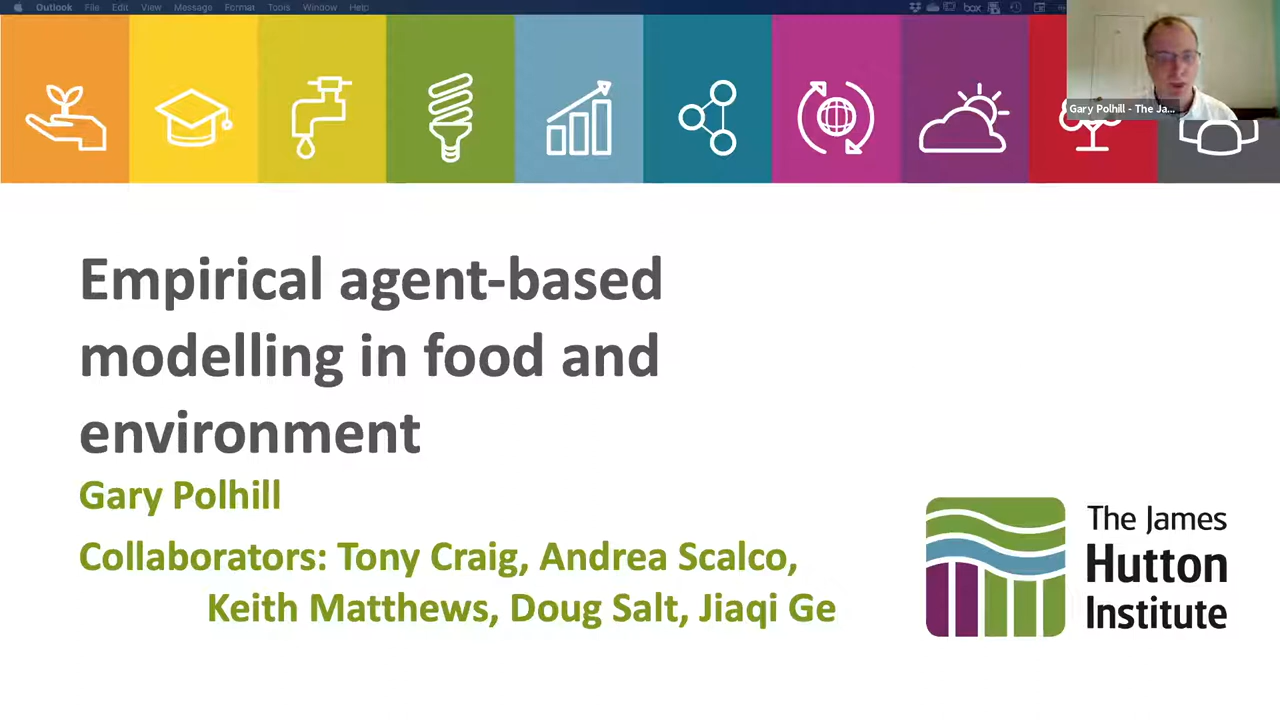 Outlook File Edit View Message Format Tools Window Help
box
Gary Polhill - The Ja...
Empirical agent-based
modelling in food and
environment
Gary Polhill
Collaborators: Tony Craig, Andrea Scalco,
Keith Matthews, Doug Salt, Jiaqi Ge
The James
Hutton
Institute